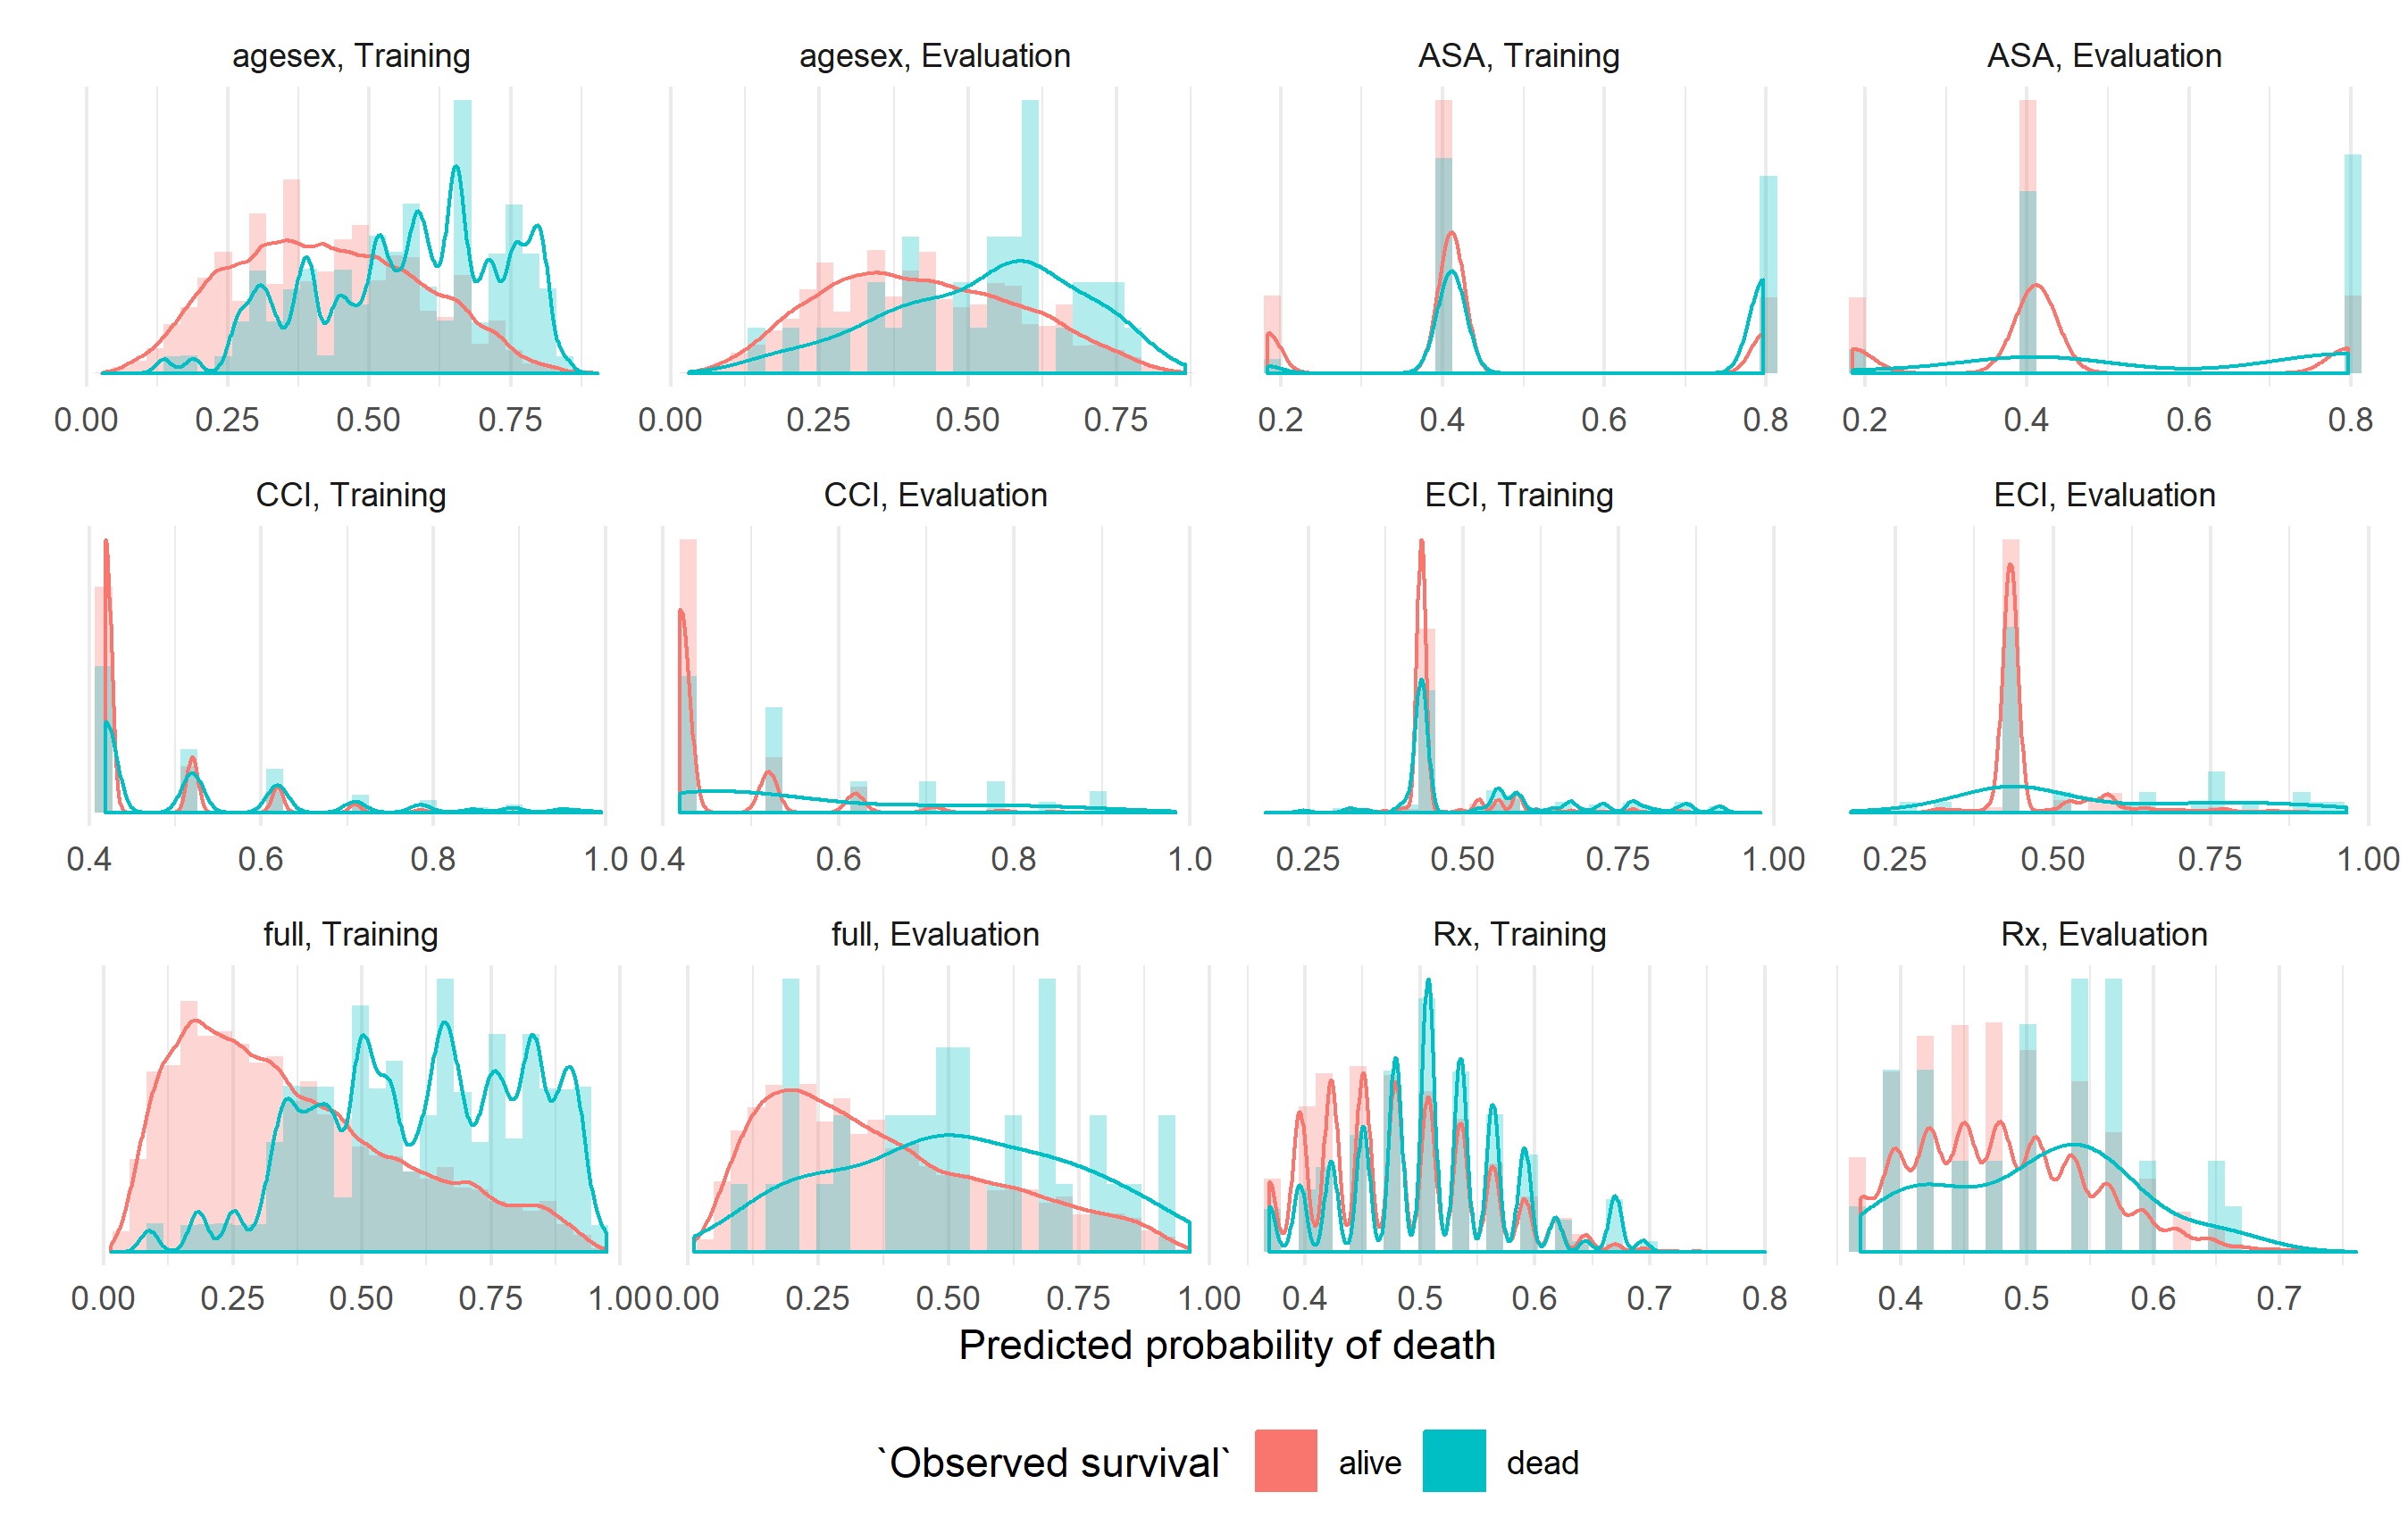 agesex, Training
agesex, Evaluation
ASA, Training
ASA, Evaluation
0.00 0.25 0.50 0.75
0.00 0.25 0.50 0.75
0.2 0.4 0.6 0.8
0.2 0.4 0.6 0.8
CCI, Training
CCI, Evaluation
ECI, Training
ECI, Evaluation
0.4 0.6 0.8 1.0
0.4 0.6 0.8 1.0
0.25 0.50 0.75 1.00
0.25 0.50 0.75 1.00
full, Training
full, Evaluation
Rx, Training
Rx, Evaluation
0.00 0.25 0.50 0.75 1.00
0.00 0.25 0.50 0.75 1.00
0.4 0.5 0.6 0.7 0.8
0.4 0.5 0.6 0.7
Predicted probability of death
`Observed survival` alive dead